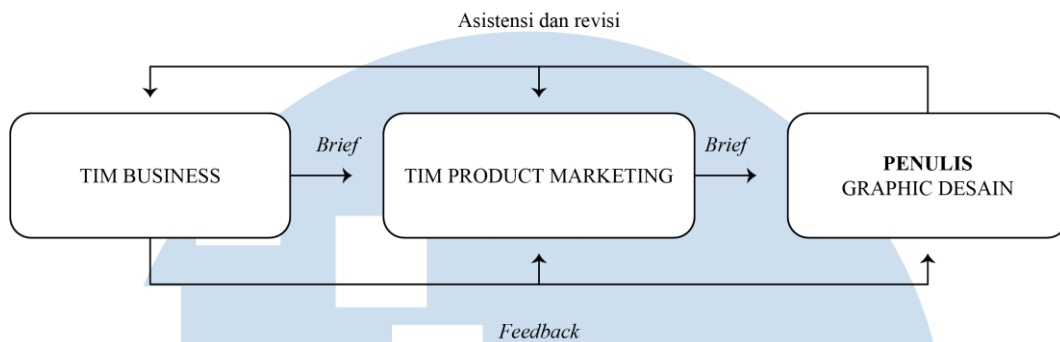 Asistensi dan revisi
TIM BUSINESS
Brief
TIM PRODUCT MARKETING
Brief
PENULIS
GRAPHIC DESAIN
Feedback